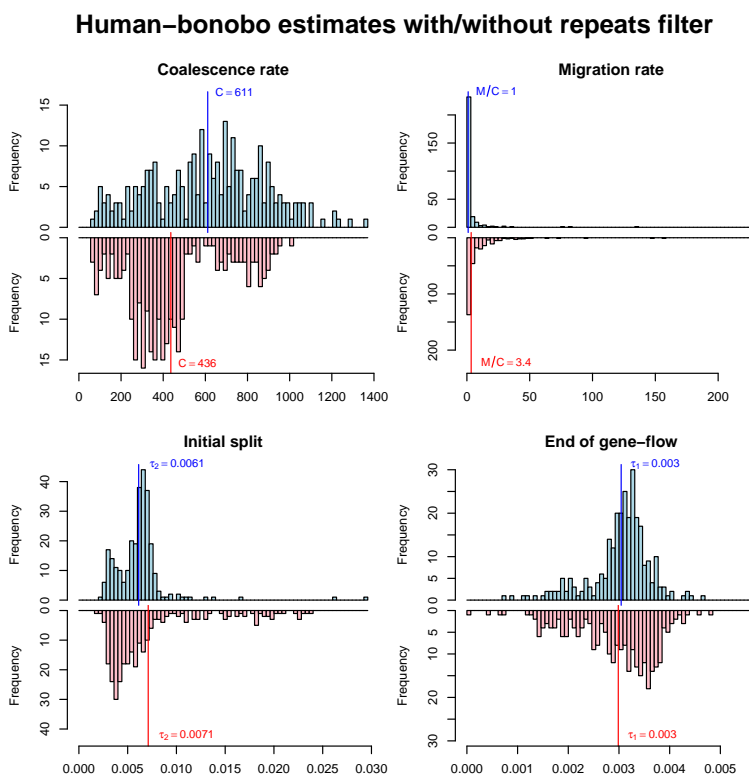 Human−bonobo estimates with/without repeats filter
Coalescence rate
C = 611
Frequency
15
10
5
0
0
5
10
15
Frequency
C = 436
0 200 400 600 800 1000 1200 1400
Migration rate
M/C = 1
Frequency
150
50
0
0
100
200
Frequency
M/C = 3.4
0 50 100 150 200
Initial split
τ2 = 0.0061
Frequency
40
30
20
10
0
0
10
20
30
40
Frequency
τ2 = 0.0071
0.000 0.005 0.010 0.015 0.020 0.025 0.030
End of gene−flow
τ1 = 0.003
Frequency
30
20
10
5
0
0
5
10
20
30
Frequency
τ1 = 0.003
0.000 0.001 0.002 0.003 0.004 0.005